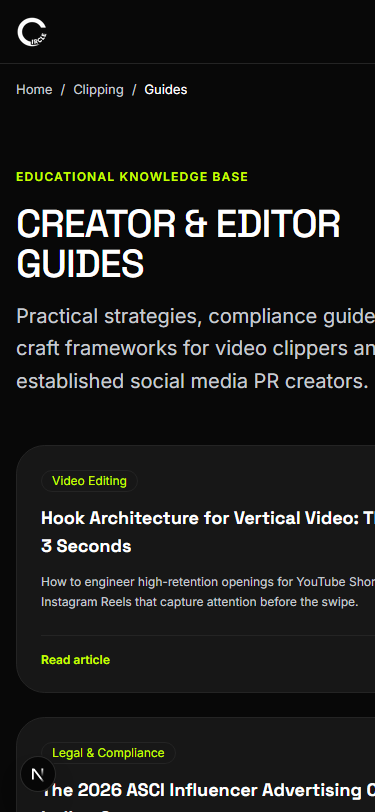 Home / Clipping / Guides
EDUCATIONAL KNOWLEDGE BASE
CREATOR & EDITOR
GUIDES
Practical strategies, compliance guide
craft frameworks for video clippers an
established social media PR creators.
Video Editing
Hook Architecture for Vertical Video: T
3 Seconds
How to engineer high-retention openings for YouTube Shor
Instagram Reels that capture attention before the swipe.
Read article
Legal & Compliance
N
The 2026 ASCI Influencer Advertising C